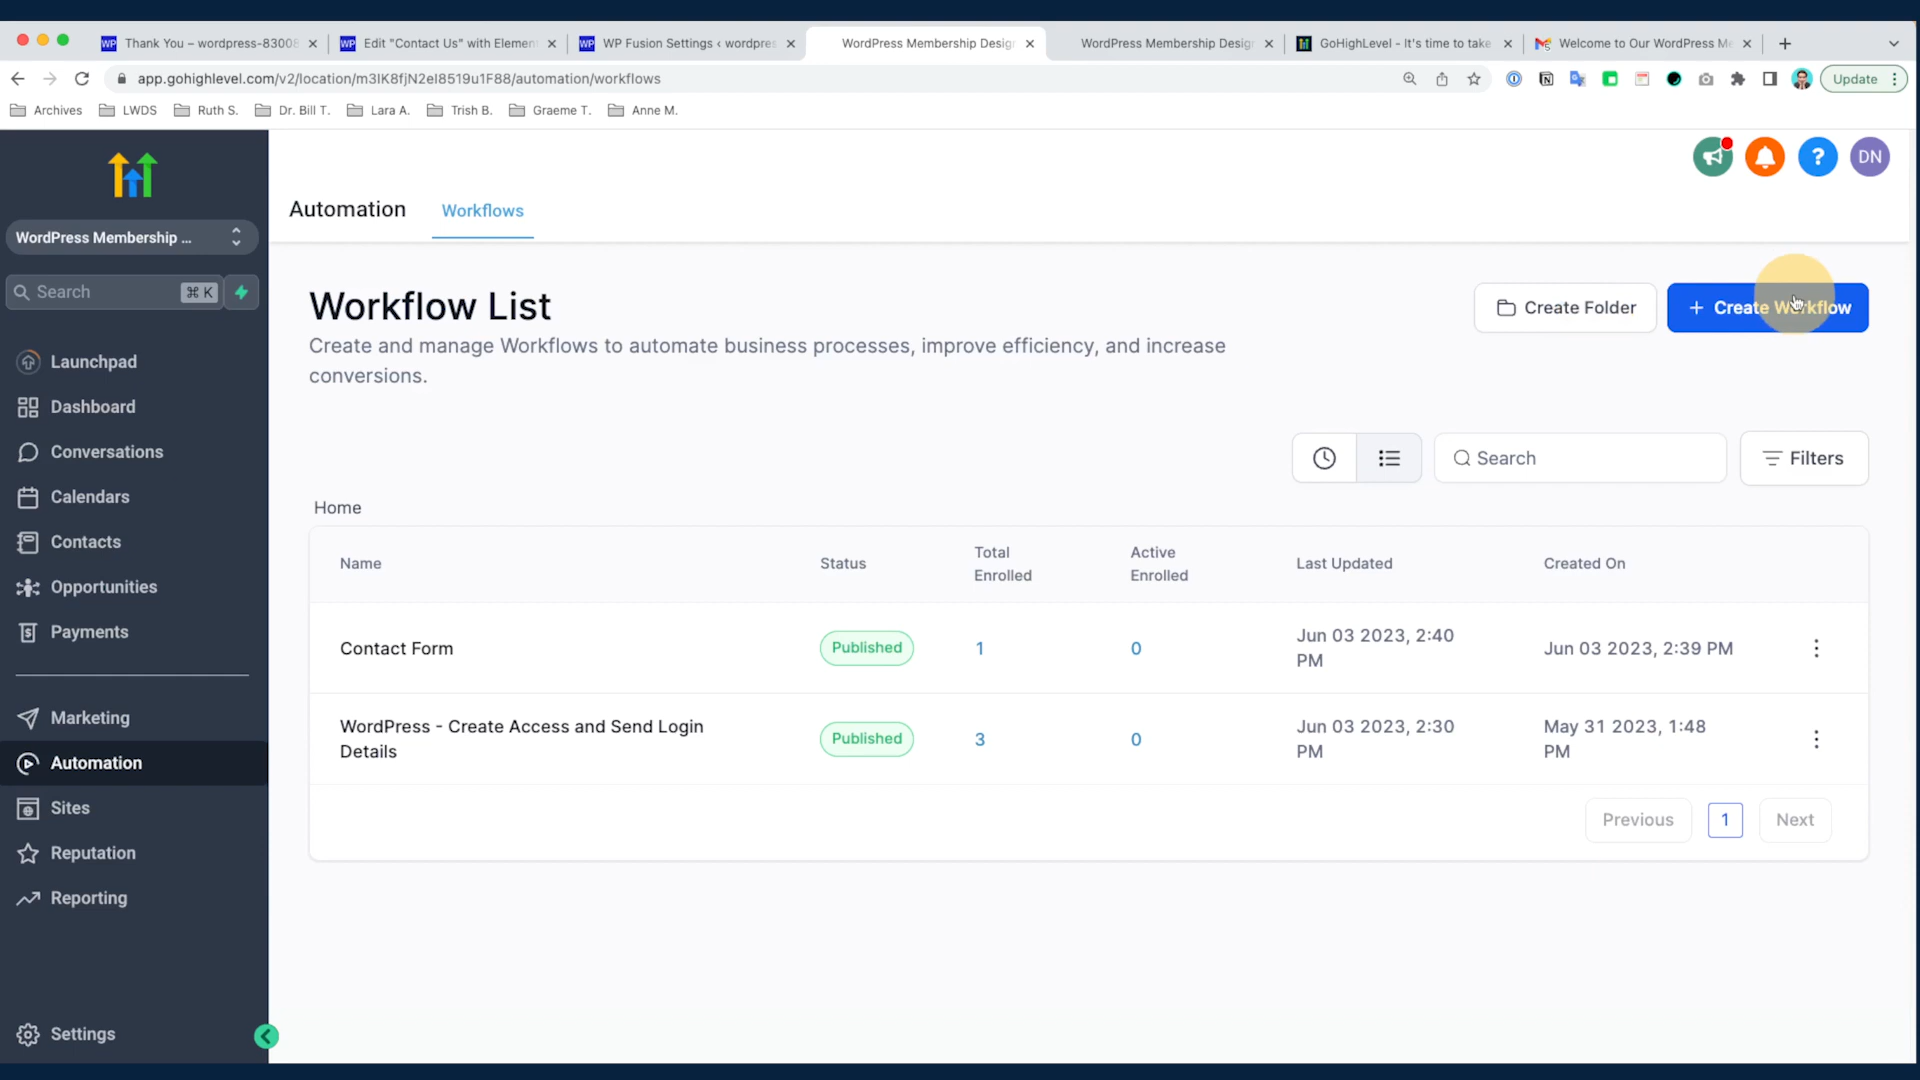 Thank You – wordpress-83008
Edit "Contact Us" with Elemen
WP Fusion Settings ‹ wordpres
WordPress Membership Design
WordPress Membership Design
GoHighLevel - It's time to take
Welcome to Our WordPress Me
app.gohighlevel.com/v2/location/m3IK8fjN2eI8519u1F88/automation/workflows
Update
Archives
LWDS
Ruth S.
Dr. Bill T.
Lara A.
Trish B.
Graeme T.
Anne M.
DN
WordPress Membership ...
Search
⌘ K
Launchpad
Dashboard
Conversations
Calendars
Contacts
Opportunities
Payments
Marketing
Automation
Sites
Reputation
Reporting
Settings
Automation
Workflows
Workflow List
Create and manage Workflows to automate business processes, improve efficiency, and increase
conversions.
Create Folder
+ Create Workflow
Search
Filters
Home
Name
Status
Total
Enrolled
Active
Enrolled
Last Updated
Created On
Contact Form
Published
1
0
Jun 03 2023, 2:40
PM
Jun 03 2023, 2:39 PM
WordPress - Create Access and Send Login
Details
Published
3
0
Jun 03 2023, 2:30
PM
May 31 2023, 1:48
PM
Previous
1
Next